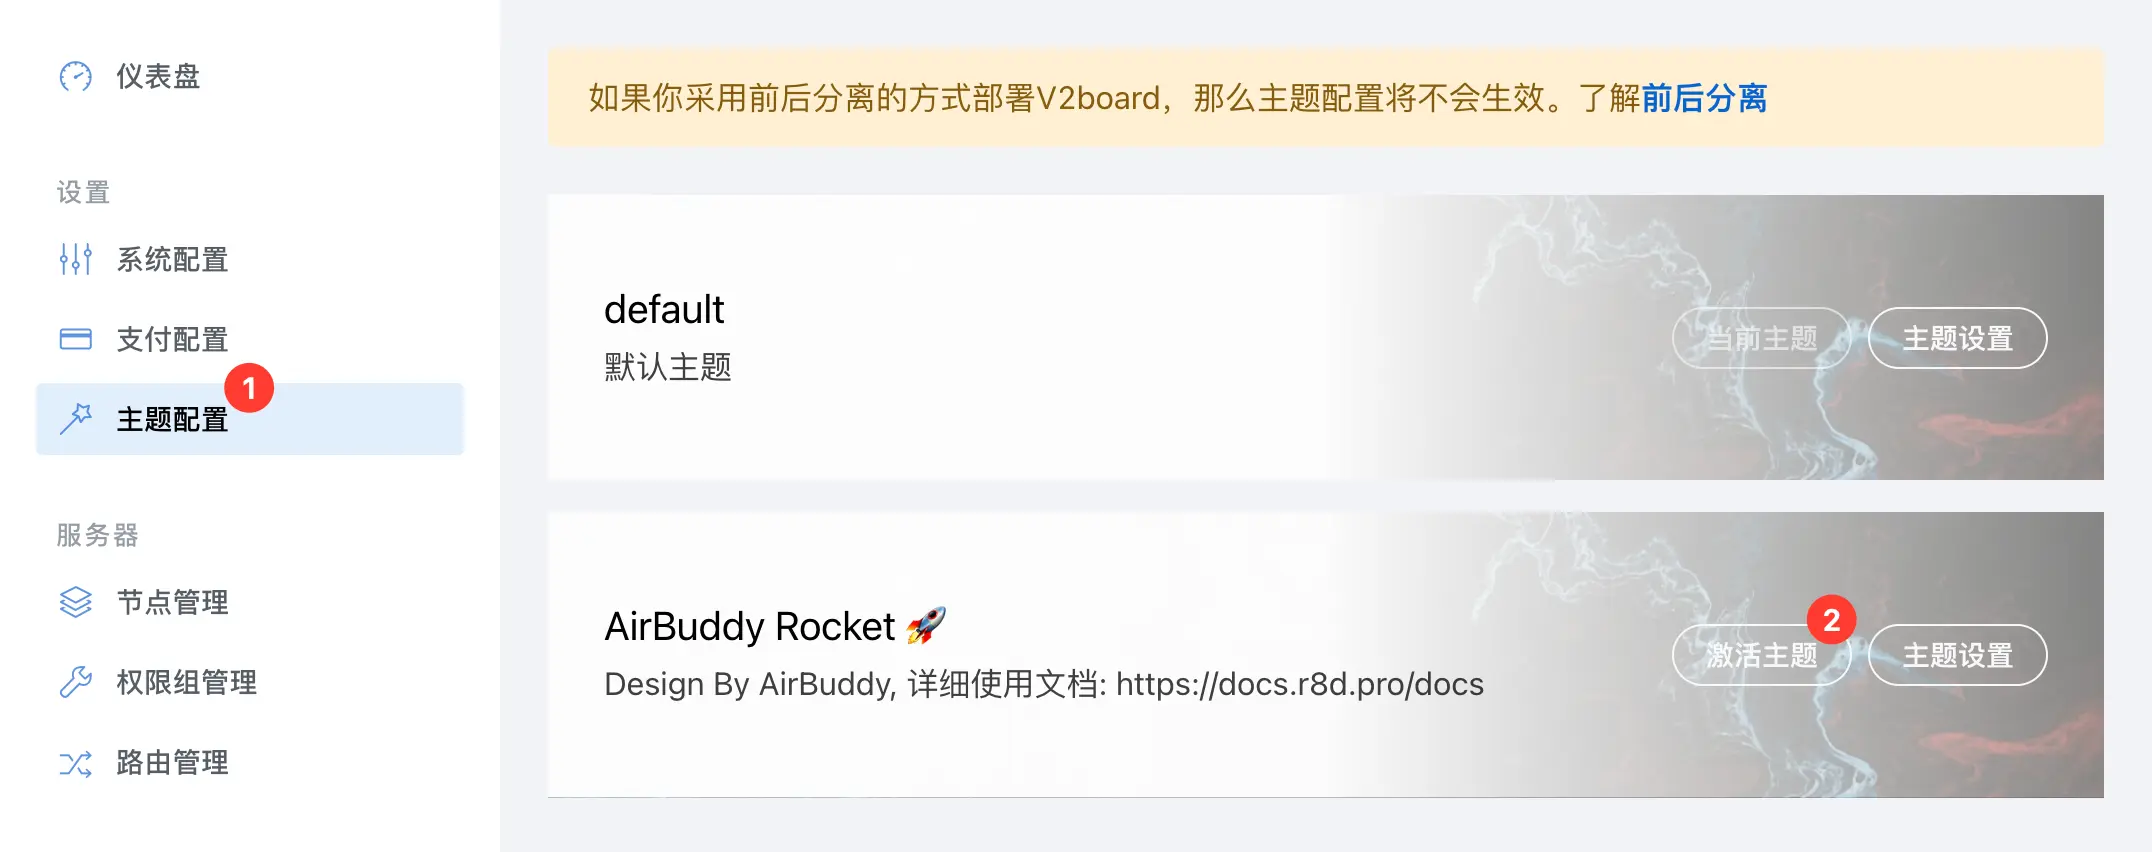 仪表盘
设置
系统配置
支付配置
1
主题配置
服务器
节点管理
权限组管理
路由管理
如果你采用前后分离的方式部署V2board，那么主题配置将不会生效。了解前后分离
default
默认主题
当前主题
主题设置
AirBuddy Rocket 🚀
Design By AirBuddy, 详细使用文档: https://docs.r8d.pro/docs
2
激活主题
主题设置